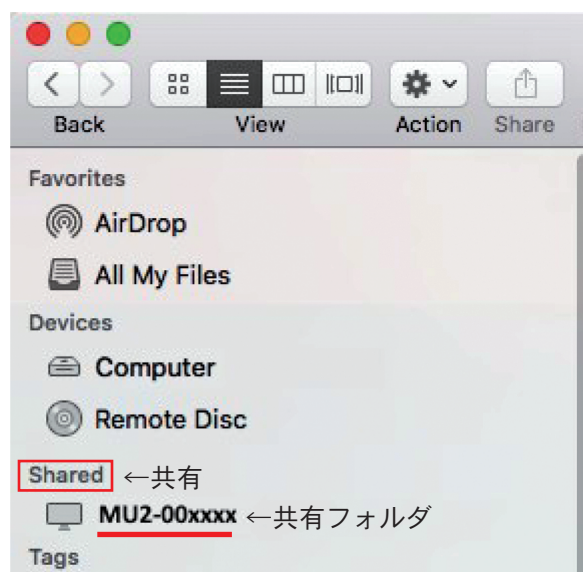 Back View Action Share
Favorites
AirDrop
All My Files
Devices
Computer
Remote Disc
Shared ←共有
MU2-00xxxx ←共有フォルダ
Tags